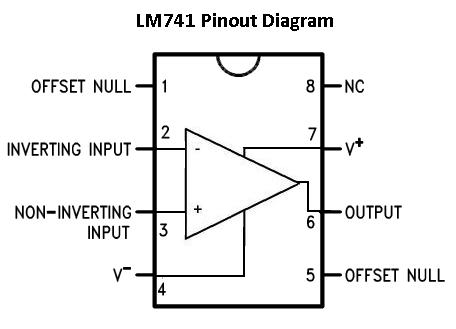 LM741 Pinout Diagram
OFFSET NULL 1
8 NC
INVERTING INPUT 2
-
7 V+
NON-INVERTING
INPUT 3
+
6 OUTPUT
V- 4
5 OFFSET NULL